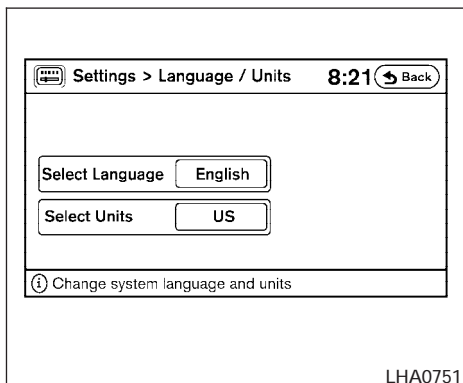 Settings > Language / Units 8:21 Back
Select Language English
Select Units US
i Change system language and units
LHA0751